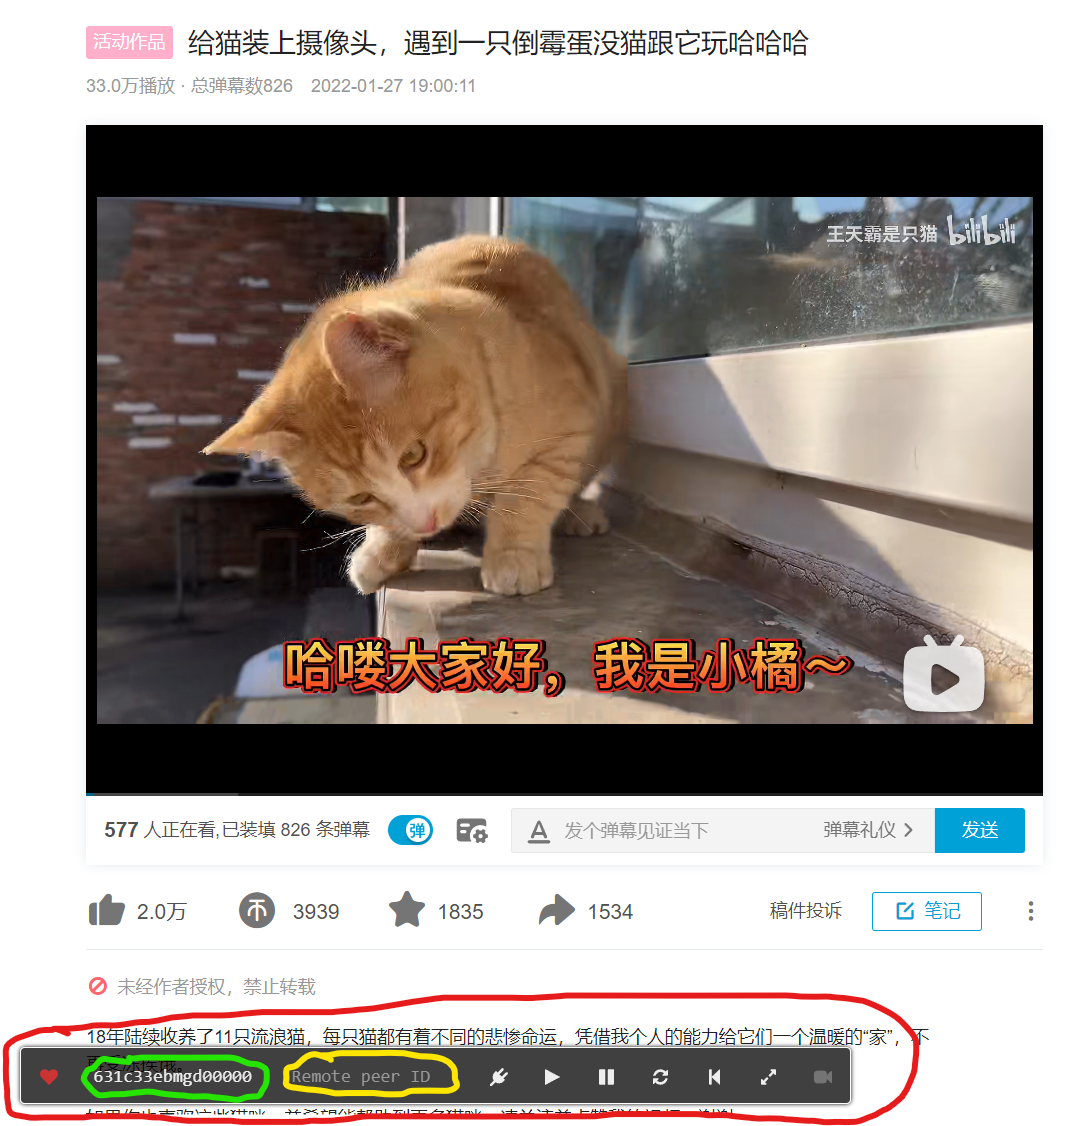 活动作品 给猫装上摄像头，遇到一只倒霉蛋没猫跟它玩哈哈哈
33.0万播放 · 总弹幕数826 2022-01-27 19:00:11
王天霸是只猫 bilibili
哈喽大家好，我是小橘～
577 人正在看,已装填 826 条弹幕 弹 A 发个弹幕见证当下 弹幕礼仪 > 发送
2.0万 3939 1835 1534 稿件投诉 笔记
未经作者授权，禁止转载
18年陆续收养了11只流浪猫，每只猫都有着不同的悲惨命运，凭借我个人的能力给它们一个温暖的“家”，不
631c33ebmgd00000 Remote peer ID